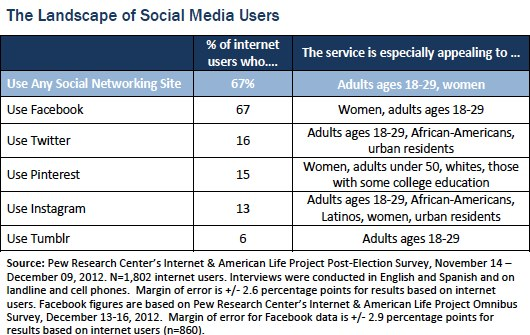 The Landscape of Social Media Users
% of internet users who.... The service is especially appealing to ...
Use Any Social Networking Site 67% Adults ages 18-29, women
Use Facebook 67 Women, adults ages 18-29
Use Twitter 16 Adults ages 18-29, African-Americans, urban residents
Use Pinterest 15 Women, adults under 50, whites, those with some college education
Use Instagram 13 Adults ages 18-29, African-Americans, Latinos, women, urban residents
Use Tumblr 6 Adults ages 18-29
Source: Pew Research Center's Internet & American Life Project Post-Election Survey, November 14 –
December 09, 2012. N=1,802 internet users. Interviews were conducted in English and Spanish and on
landline and cell phones. Margin of error is +/- 2.6 percentage points for results based on internet
users. Facebook figures are based on Pew Research Center's Internet & American Life Project Omnibus
Survey, December 13-16, 2012. Margin of error for Facebook data is +/- 2.9 percentage points for
results based on internet users (n=860).